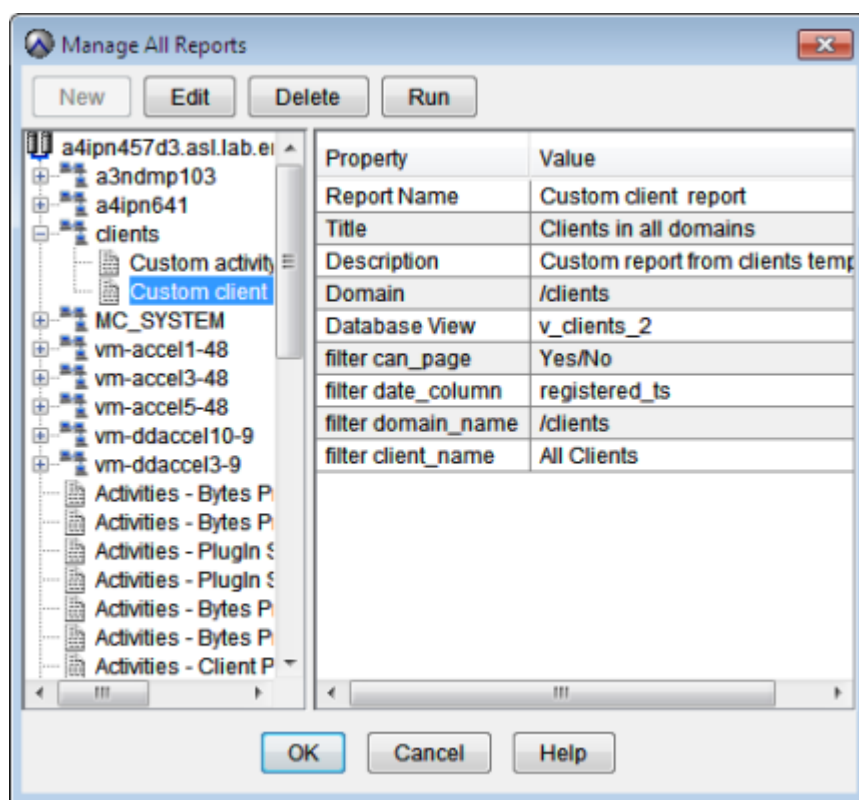 Manage All Reports
New Edit Delete Run
a4ipn457d3.asl.lab.
a3ndmp103
a4ipn641
clients
Custom activity
Custom client
MC_SYSTEM
vm-accel1-48
vm-accel3-48
vm-accel5-48
vm-ddaccel10-9
vm-ddaccel3-9
Activities - Bytes
Activities - Bytes
Activities - PlugIn
Activities - PlugIn
Activities - Bytes
Activities - Bytes
Activities - Client P
Property Value
Report Name Custom client report
Title Clients in all domains
Description Custom report from clients temp
Domain /clients
Database View v_clients_2
filter can_page Yes/No
filter date_column registered_ts
filter domain_name /clients
filter client_name All Clients
OK Cancel Help